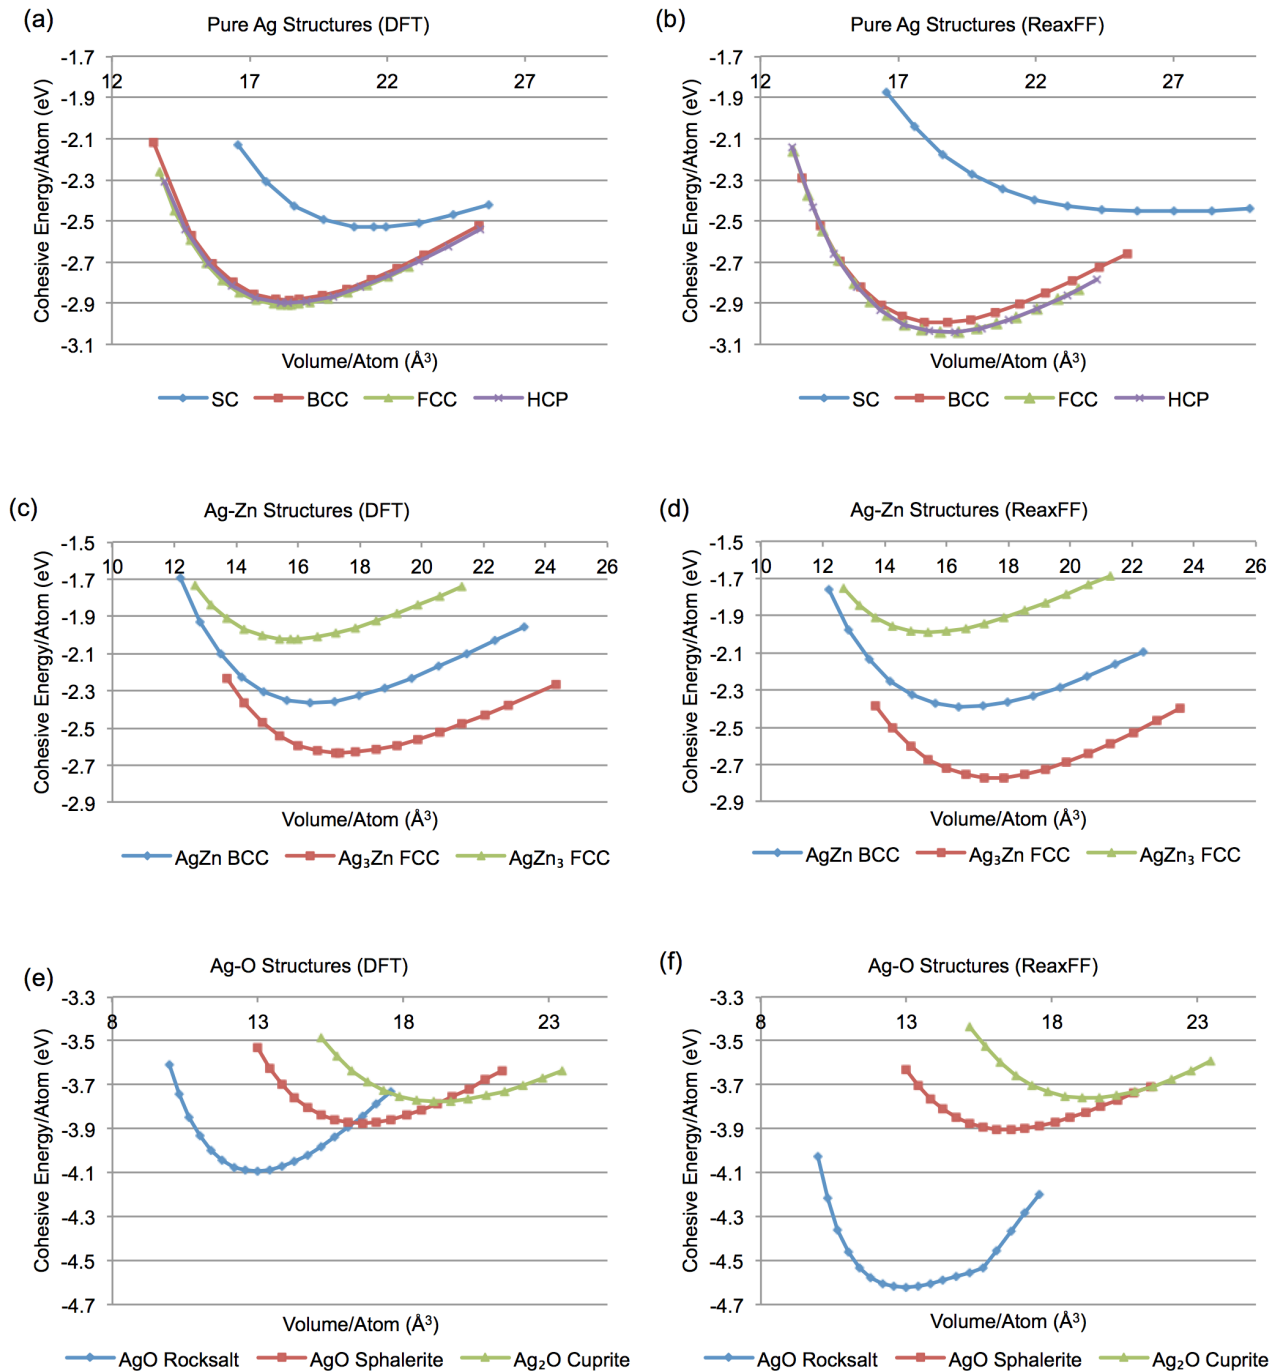 (a)
Pure Ag Structures (DFT)
-1.7
-1.9
-2.1
-2.3
-2.5
-2.7
-2.9
-3.1
12 17 22 27
Cohesive Energy/Atom (eV)
Volume/Atom (Å³)
SC BCC FCC HCP
(b)
Pure Ag Structures (ReaxFF)
-1.7
-1.9
-2.1
-2.3
-2.5
-2.7
-2.9
-3.1
12 17 22 27
Cohesive Energy/Atom (eV)
Volume/Atom (Å³)
SC BCC FCC HCP
(c)
Ag-Zn Structures (DFT)
-1.5
-1.7
-1.9
-2.1
-2.3
-2.5
-2.7
-2.9
10 12 14 16 18 20 22 24 26
Cohesive Energy/Atom (eV)
Volume/Atom (Å³)
AgZn BCC Ag₃Zn FCC AgZn₃ FCC
(d)
Ag-Zn Structures (ReaxFF)
-1.5
-1.7
-1.9
-2.1
-2.3
-2.5
-2.7
-2.9
10 12 14 16 18 20 22 24 26
Cohesive Energy/Atom (eV)
Volume/Atom (Å³)
AgZn BCC Ag₃Zn FCC AgZn₃ FCC
(e)
Ag-O Structures (DFT)
-3.3
-3.5
-3.7
-3.9
-4.1
-4.3
-4.5
-4.7
8 13 18 23
Cohesive Energy/Atom (eV)
Volume/Atom (Å³)
AgO Rocksalt AgO Sphalerite Ag₂O Cuprite
(f)
Ag-O Structures (ReaxFF)
-3.3
-3.5
-3.7
-3.9
-4.1
-4.3
-4.5
-4.7
8 13 18 23
Cohesive Energy/Atom (eV)
Volume/Atom (Å³)
AgO Rocksalt AgO Sphalerite Ag₂O Cuprite